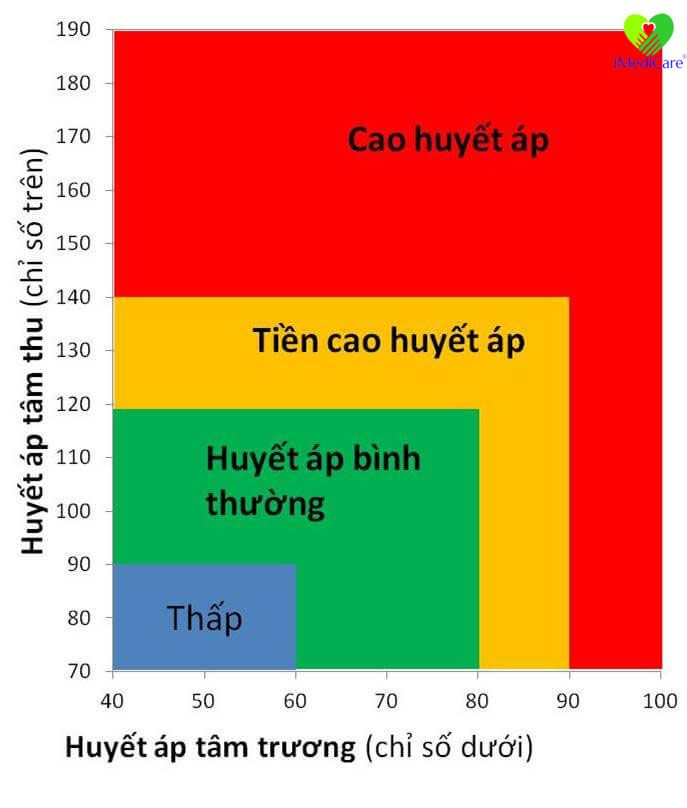 iMediCare®
190
180
170
160
150
140
130
120
110
100
90
80
70
Huyết áp tâm thu (chỉ số trên)
Cao huyết áp
Tiền cao huyết áp
Huyết áp bình
thường
Thấp
40 50 60 70 80 90 100
Huyết áp tâm trương (chỉ số dưới)